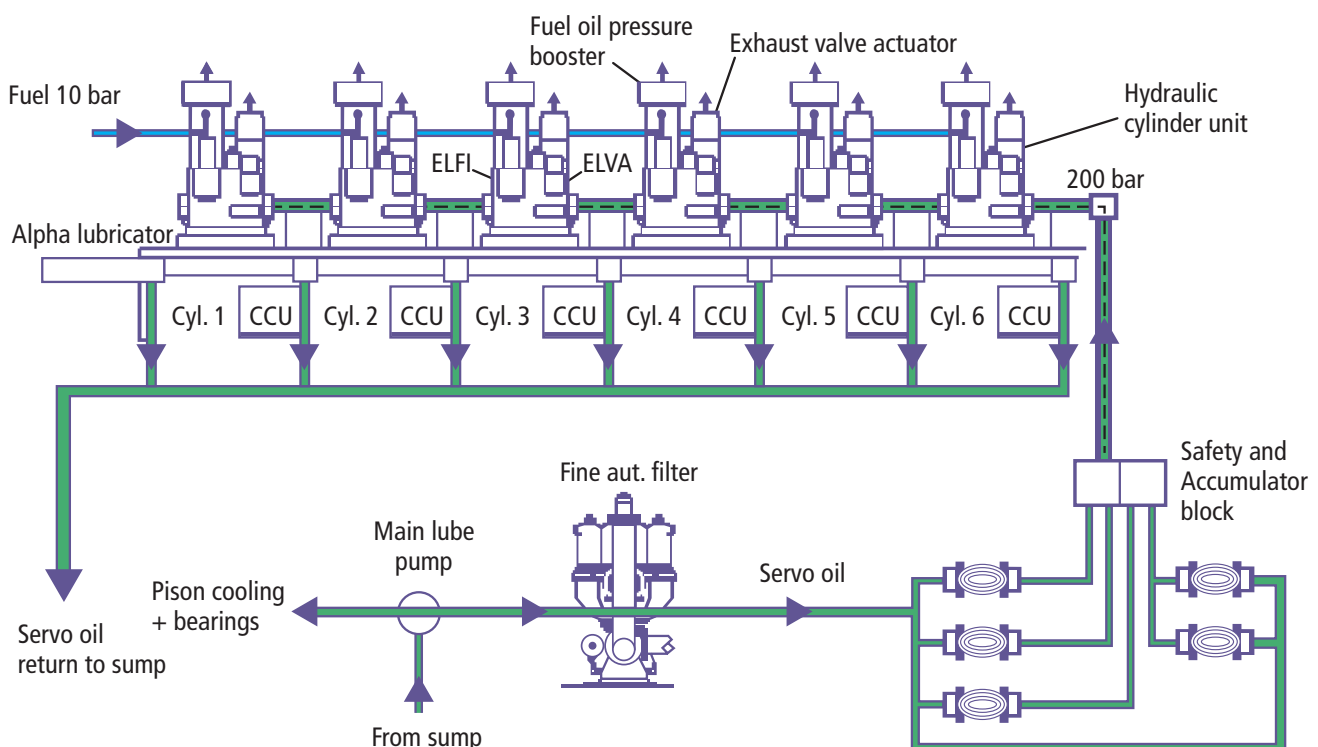 Fuel oil pressure
booster
Exhaust valve actuator
Fuel 10 bar
Hydraulic
cylinder unit
ELFI
ELVA
200 bar
Alpha lubricator
Cyl. 1
CCU
Cyl. 2
CCU
Cyl. 3
CCU
Cyl. 4
CCU
Cyl. 5
CCU
Cyl. 6
CCU
Safety and
Accumulator
block
Fine aut. filter
Main lube
pump
Servo oil
Pison cooling
+ bearings
Servo oil
return to sump
From sump